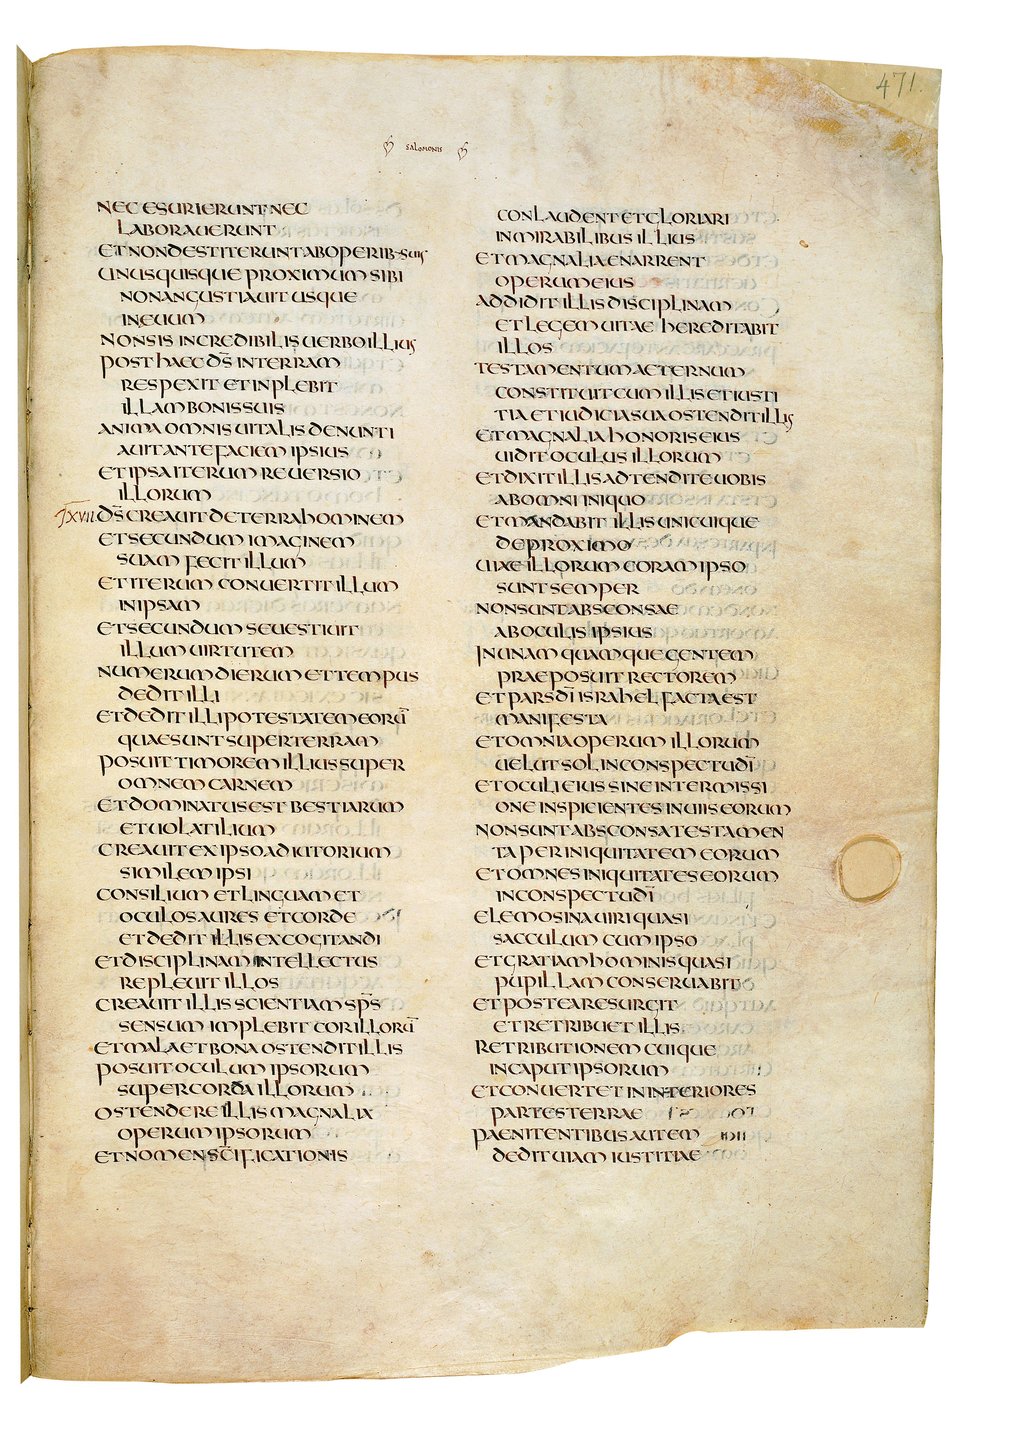 471.
SALOMONIS
NEC ESURIERUNT NEC
LABORAUERUNT
ET NON DESTITERUNT AB OPERIB SUIS
UNUSQUISQUE PROXIMUM SIBI
NON ANGUSTIAUIT USQUE
IN EUUM
NON SIS INCREDIBILIS UERBO ILLIUS
POST HAEC D̅S̅ IN TERRAM
RESPEXIT ET INPLEBIT
ILLAM BONIS SUIS
ANIMA OMNIS UITALIS DENUNTI
AUIT ANTE FACIEM IPSIUS
ET IPSA ITERUM REUERSIO
ILLORUM
XVII D̅S̅ CREAUIT DE TERRA HOMINEM
ET SECUNDUM IMAGINEM
SUAM FECIT ILLUM
ET ITERUM CONUERTIT ILLUM
IN IPSAM
ET SECUNDUM SE UESTIUIT
ILLUM UIRTUTEM
NUMERUM DIERUM ET TEMPUS
DEDIT ILLI
ET DEDIT ILLI POTESTATEM EORU̅
QUAE SUNT SUPER TERRAM
POSUIT TIMOREM ILLIUS SUPER
OMNEM CARNEM
ET DOMINATUS EST BESTIARUM
ET UOLATILIUM
CREAUIT EX IPSO ADIUTORIUM
SIMILEM IPSI
CONSILIUM ET LINGUAM ET
OCULOS AURES ET CORDE
ET DEDIT ILLIS EXCOGITANDI
ET DISCIPLINAM INTELLECTUS
REPLEUIT ILLOS
CREAUIT ILLIS SCIENTIAM SP̅S̅
SENSUM IMPLEBIT COR ILLORU̅
ET MALA ET BONA OSTENDIT ILLIS
POSUIT OCULUM IPSORUM
SUPER CORDA ILLORUM
OSTENDERE ILLIS MAGNALIA
OPERUM IPSORUM
ET NOMEN SC̅IFICATIONIS
CONLAUDENT ET GLORIARI
IN MIRABILIBUS ILLIUS
ET MAGNALIA ENARRENT
OPERUM EIUS
ADDIDIT ILLIS DISCIPLINAM
ET LEGEM UITAE HEREDITABIT
ILLOS
TESTAMENTUM AETERNUM
CONSTITUIT CUM ILLIS ET IUSTI
TIA ET IUDICIA SUA OSTENDIT ILLIS
ET MAGNALIA HONORIS EIUS
UIDIT OCULUS ILLORUM
ET DIXIT ILLIS ADTENDITE UOBIS
AB OMNI INIQUO
ET MANDABIT ILLIS UNICUIQUE
DE PROXIMO
UIAE ILLORUM CORAM IPSO
SUNT SEMPER
NON SUNT ABSCONSAE
AB OCULIS IPSIUS
IN UNAM QUAMQUE GENTEM
PRAEPOSUIT RECTOREM
ET PARS D̅I̅ ISRAHEL FACTA EST
MANIFESTA
ET OMNIA OPERUM ILLORUM
UELUT SOL IN CONSPECTU D̅I̅
ET OCULI EIUS SINE INTERMISSI
ONE INSPICIENTES IN UIIS EORUM
NON SUNT ABSCONSA TESTAMEN
TA PER INIQUITATEM EORUM
ET OMNES INIQUITATES EORUM
IN CONSPECTU D̅I̅
ELEMOSINA UIRI QUASI
SACCULUM CUM IPSO
ET GRATIAM HOMINIS QUASI
PUPILLAM CONSERUABIT
ET POSTEA RESURGIT
ET RETRIBUET ILLIS
RETRIBUTIONEM CUIQUE
IN CAPUT IPSORUM
ET CONUERTET IN INTERIORES
PARTES TERRAE
PAENITENTIBUS AUTEM
DEDIT UIAM IUSTITIAE